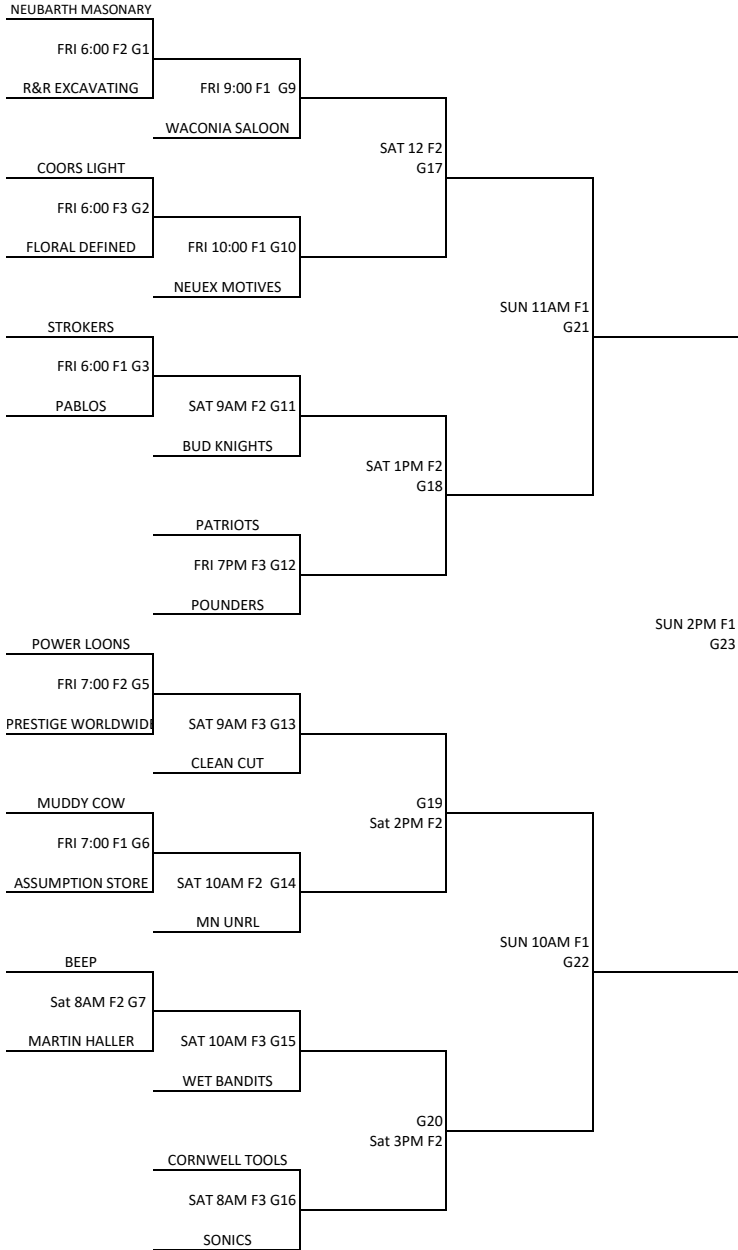 NEUBARTH MASONARY
FRI 6:00 F2 G1
R&R EXCAVATING
FRI 9:00 F1 G9
WACONIA SALOON
SAT 12 F2
G17
COORS LIGHT
FRI 6:00 F3 G2
FLORAL DEFINED
FRI 10:00 F1 G10
NEUEX MOTIVES
SUN 11AM F1
G21
STROKERS
FRI 6:00 F1 G3
PABLOS
SAT 9AM F2 G11
BUD KNIGHTS
SAT 1PM F2
G18
PATRIOTS
FRI 7PM F3 G12
POUNDERS
SUN 2PM F1
G23
POWER LOONS
FRI 7:00 F2 G5
PRESTIGE WORLDWIDE
SAT 9AM F3 G13
CLEAN CUT
G19
Sat 2PM F2
MUDDY COW
FRI 7:00 F1 G6
ASSUMPTION STORE
SAT 10AM F2 G14
MN UNRL
SUN 10AM F1
G22
BEEP
Sat 8AM F2 G7
MARTIN HALLER
SAT 10AM F3 G15
WET BANDITS
G20
Sat 3PM F2
CORNWELL TOOLS
SAT 8AM F3 G16
SONICS